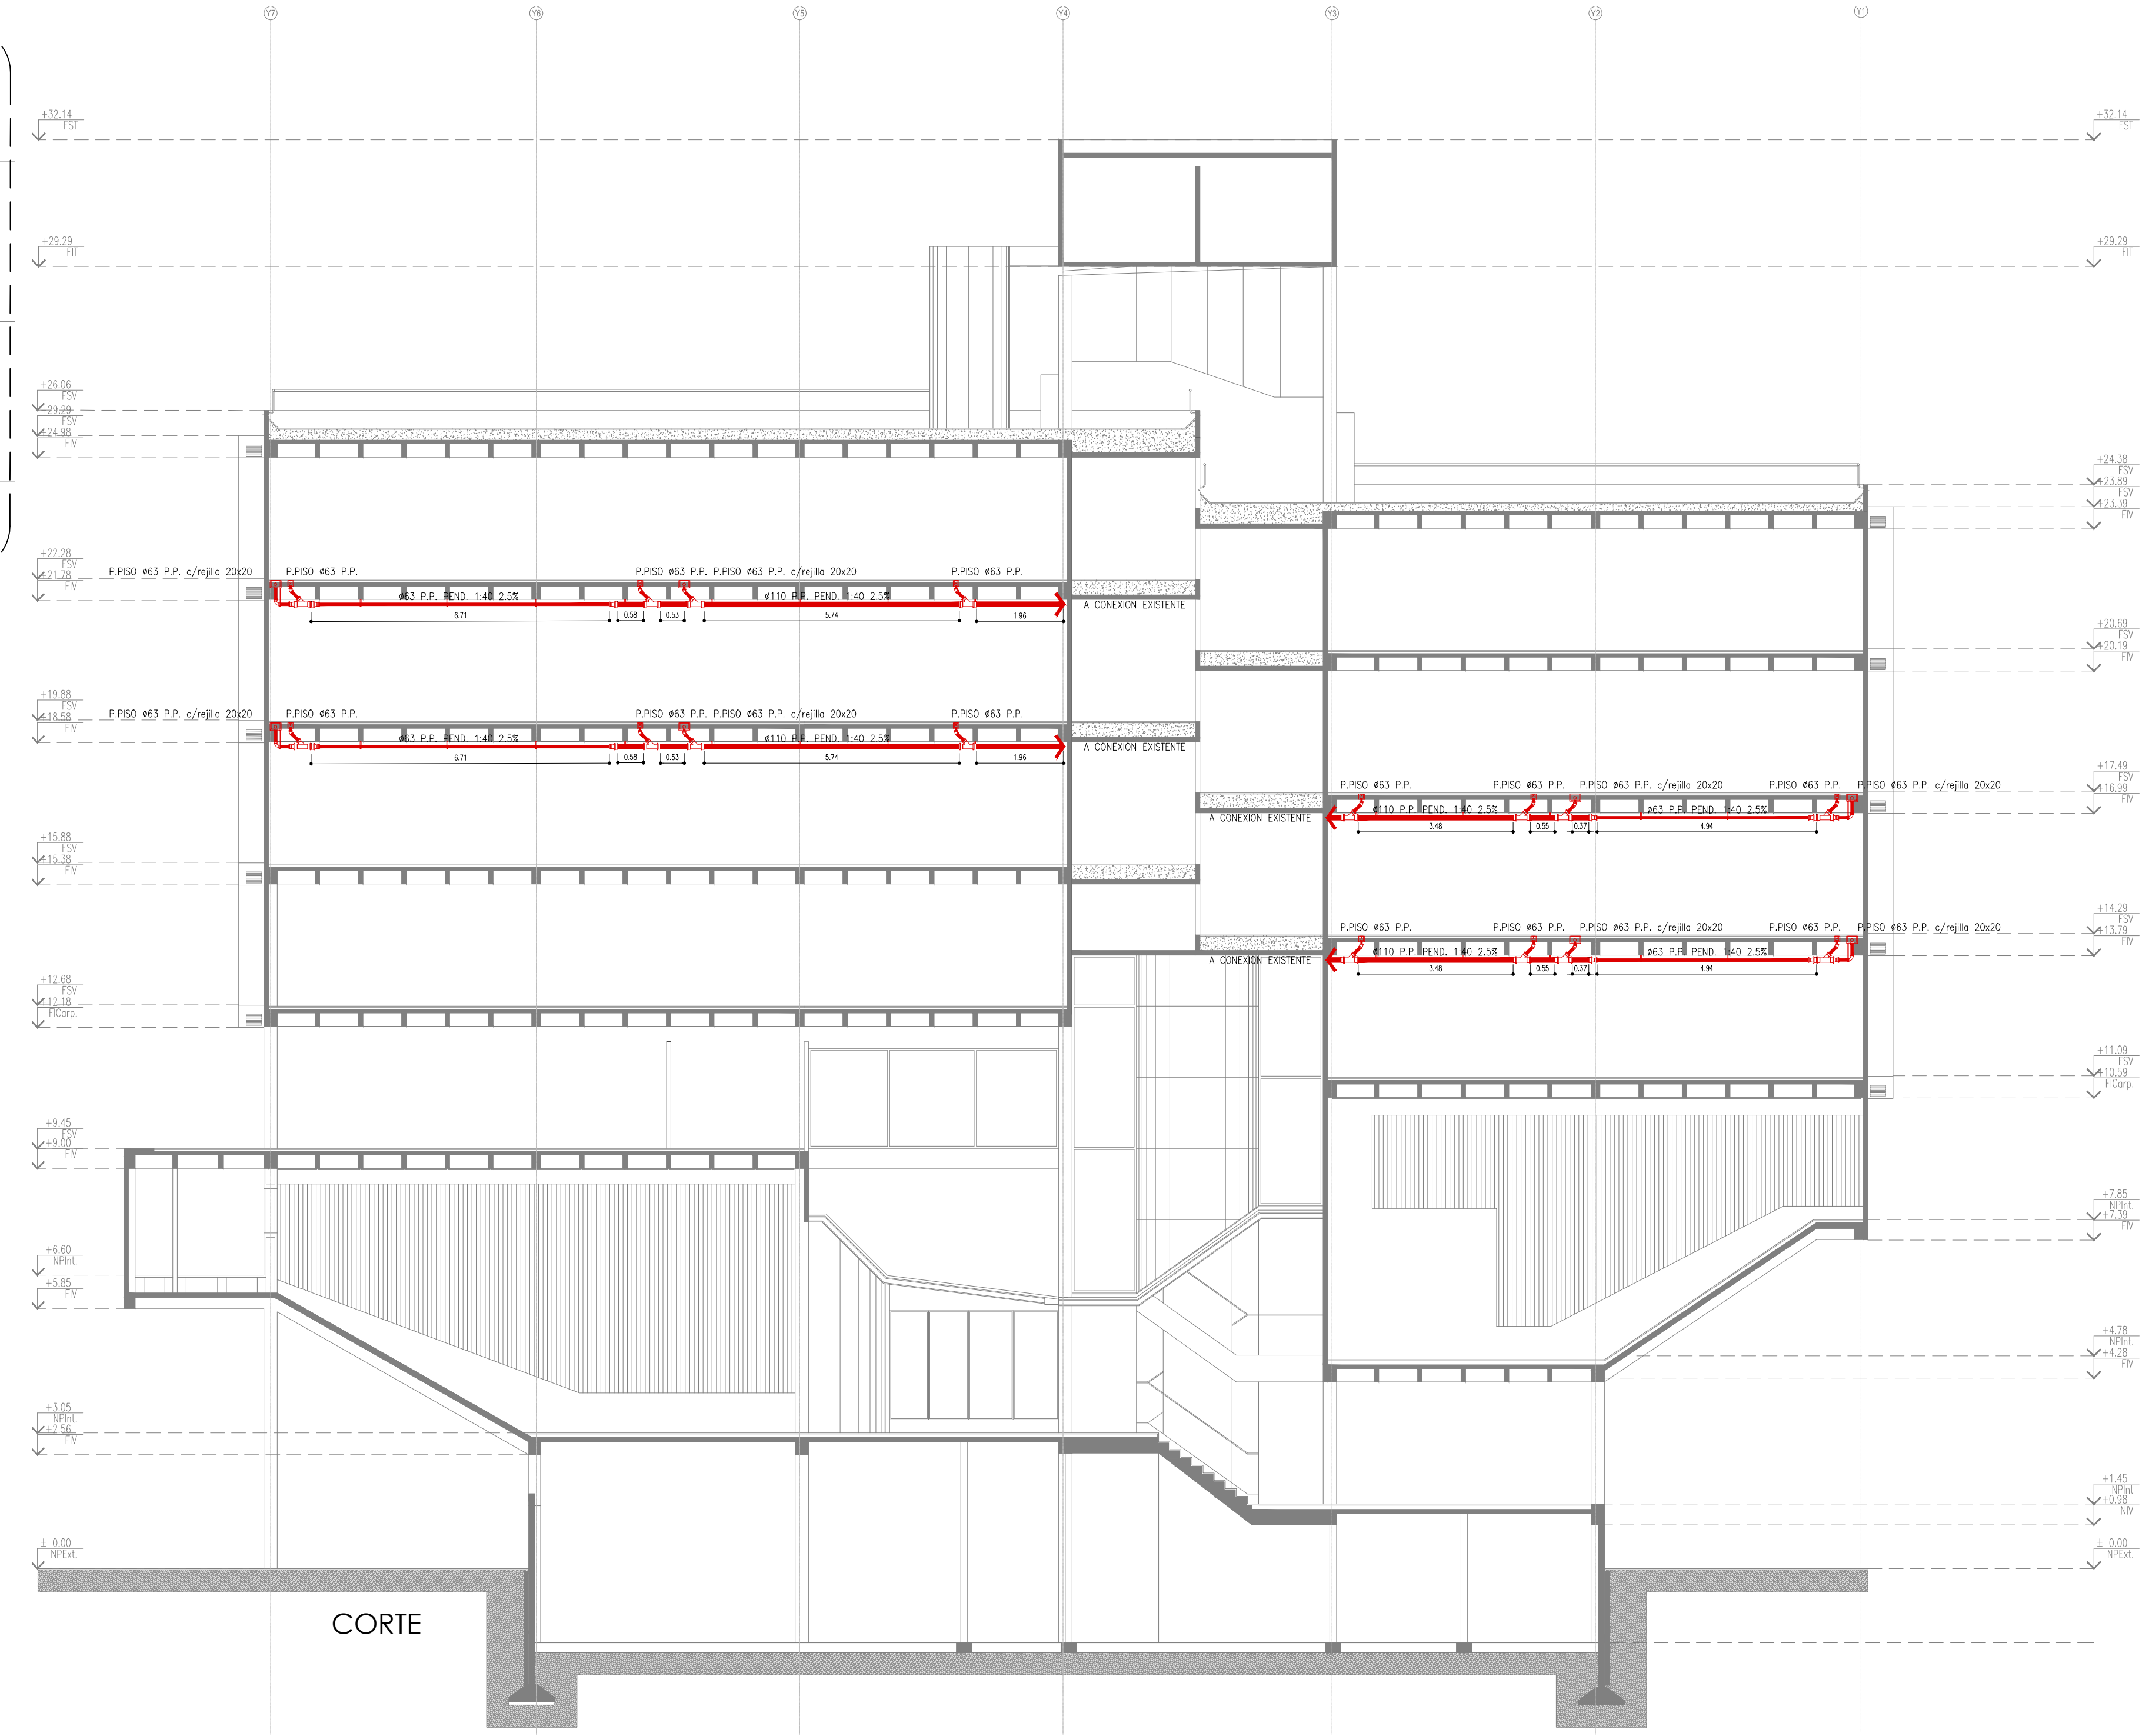 Y7 Y6 Y5 Y4 Y3 Y2 Y1
+32.14
FST
+32.14
FST
+29.29
FIT
+29.29
FIT
+26.06
FSV
+29.29
FSV
+24.98
FIV
+24.38
FSV
+23.89
FSV
+23.39
FIV
+22.28
FSV
+21.78
FIV
P.PISO ø63 P.P. c/rejilla 20x20 P.PISO ø63 P.P. P.PISO ø63 P.P. P.PISO ø63 P.P. c/rejilla 20x20 P.PISO ø63 P.P.
ø63 P.P. PEND. 1:40 2.5% ø110 P.P. PEND. 1:40 2.5%
A CONEXION EXISTENTE
6.71 0.58 0.53 5.74 1.96
+20.69
FSV
+20.19
FIV
+19.88
FSV
+18.58
FIV
P.PISO ø63 P.P. c/rejilla 20x20 P.PISO ø63 P.P. P.PISO ø63 P.P. P.PISO ø63 P.P. c/rejilla 20x20 P.PISO ø63 P.P.
ø63 P.P. PEND. 1:40 2.5% ø110 P.P. PEND. 1:40 2.5%
A CONEXION EXISTENTE
6.71 0.58 0.53 5.74 1.96
+17.49
FSV
+16.99
FIV
P.PISO ø63 P.P. P.PISO ø63 P.P. P.PISO ø63 P.P. c/rejilla 20x20 P.PISO ø63 P.P. P.PISO ø63 P.P. c/rejilla 20x20
ø110 P.P. PEND. 1:40 2.5% ø63 P.P. PEND. 1:40 2.5%
A CONEXION EXISTENTE
3.48 0.55 0.37 4.94
+15.88
FSV
+15.38
FIV
+14.29
FSV
+13.79
FIV
P.PISO ø63 P.P. P.PISO ø63 P.P. P.PISO ø63 P.P. c/rejilla 20x20 P.PISO ø63 P.P. P.PISO ø63 P.P. c/rejilla 20x20
ø110 P.P. PEND. 1:40 2.5% ø63 P.P. PEND. 1:40 2.5%
A CONEXION EXISTENTE
3.48 0.55 0.37 4.94
+12.68
FSV
+12.18
FICarp.
+11.09
FSV
+10.59
FICarp.
+9.45
FSV
+9.00
FIV
+7.85
NPInt.
+7.39
FIV
+6.60
NPInt.
+5.85
FIV
+4.78
NPInt.
+4.28
FIV
+3.05
NPInt.
+2.56
FIV
+1.45
NPInt
+0.98
NIV
± 0.00
NPExt.
± 0.00
NPExt.
CORTE